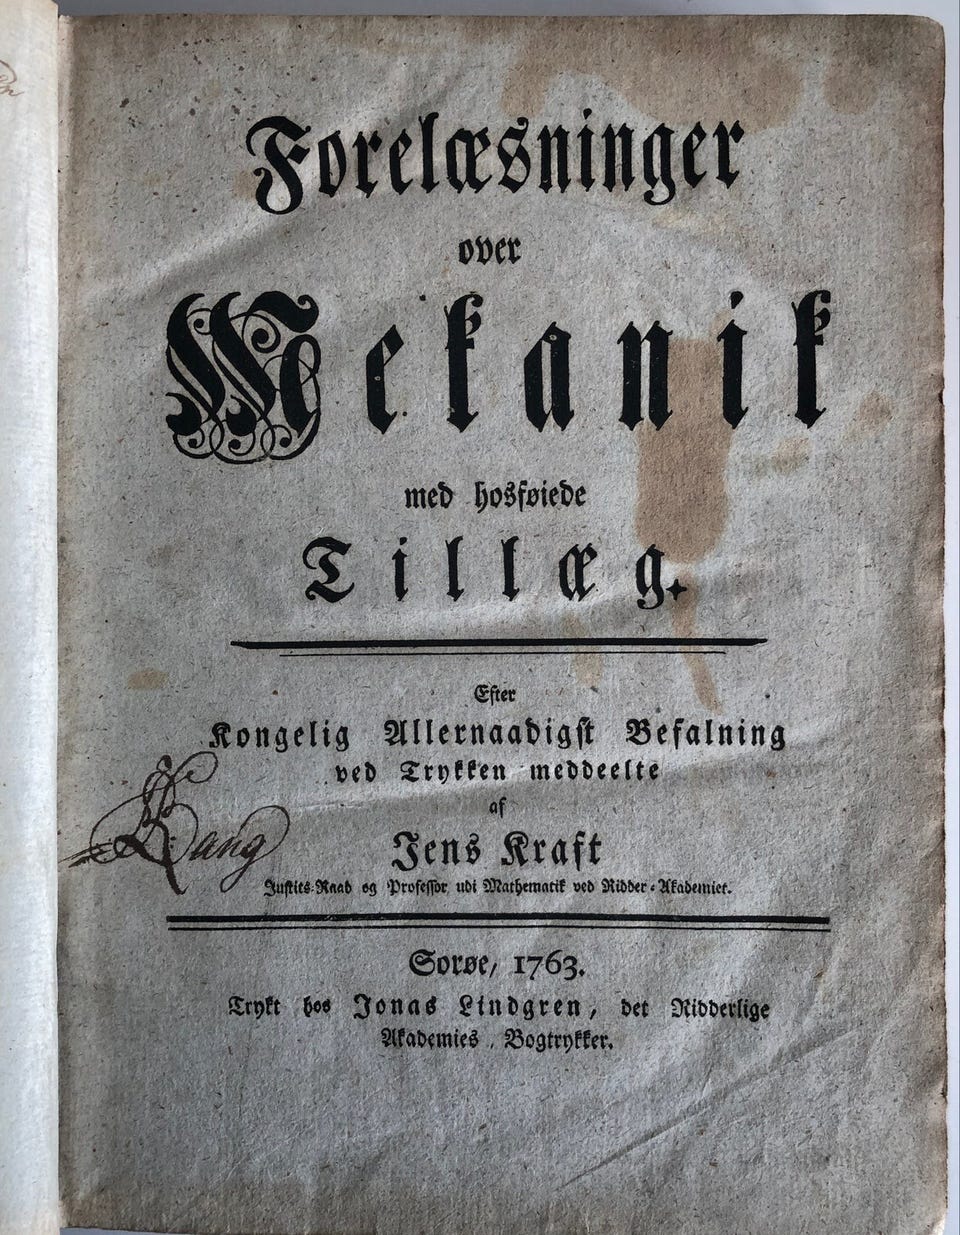 Forelæsninger
over
Mekanik
med hosføiede
Tillæg.
Efter
Kongelig Allernaadigst Befalning
ved Trykken meddeelte
af
Jens Kraft
Justits-Raad og Professor udi Mathematik ved Ridder-Akademiet.
Sorøe, 1763.
Trykt hos Jonas Lindgren, det Ridderlige
Akademies Bogtrykker.
Bang